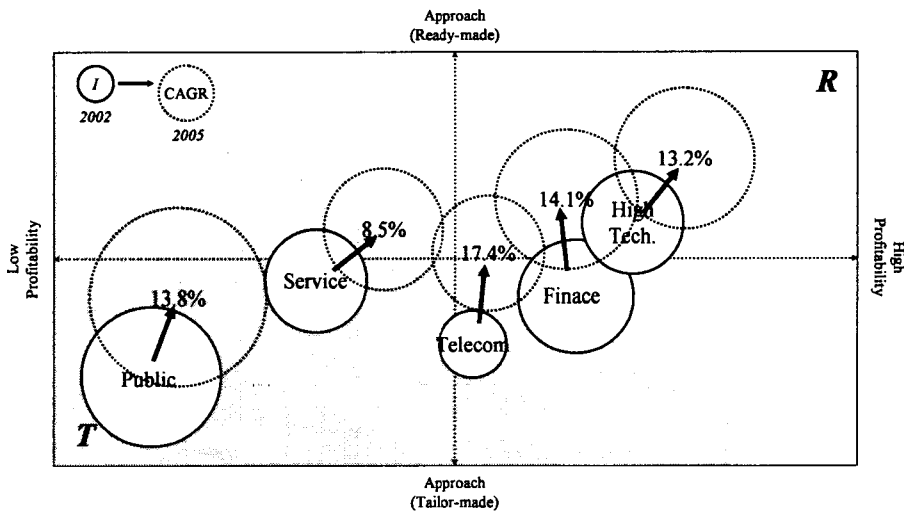 Approach
(Ready-made)
I
CAGR
2002
2005
R
13.2%
14.1%
High
Tech.
8.5%
17.4%
Low
Profitability
High
Profitability
Service
Finace
13.8%
Telecom
Public
T
Approach
(Tailor-made)